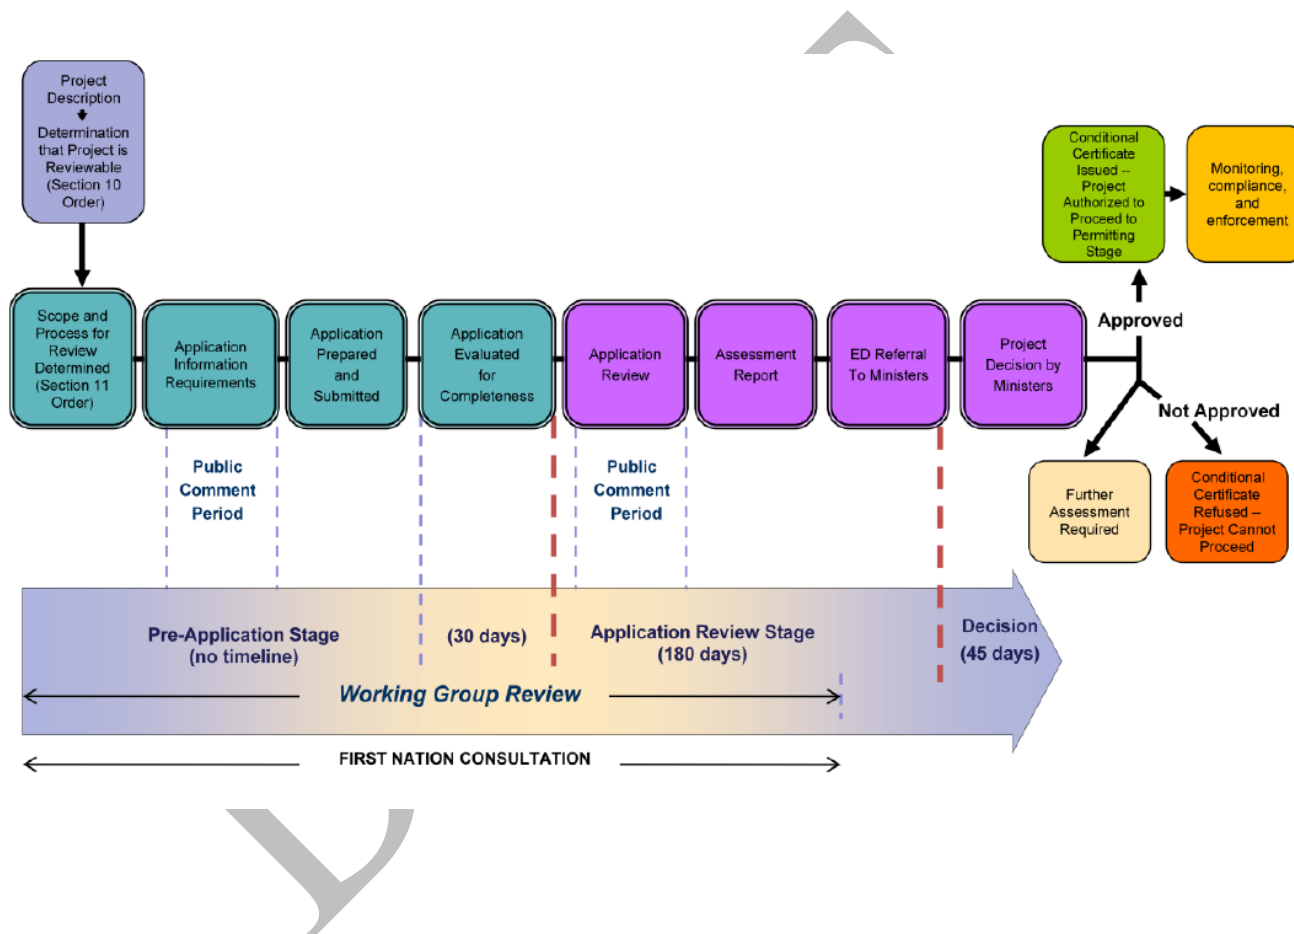 Project
Description
Determination
that Project is
Reviewable
(Section 10
Order)
Scope and
Process for
Review
Determined
(Section 11
Order)
Application
Information
Requirements
Application
Prepared
and
Submitted
Application
Evaluated
for
Completeness
Application
Review
Assessment
Report
ED Referral
To Ministers
Project
Decision by
Ministers
Approved
Conditional
Certificate
Issued --
Project
Authorized to
Proceed to
Permitting
Stage
Monitoring,
compliance,
and
enforcement
Not Approved
Further
Assessment
Required
Conditional
Certificate
Refused –
Project Cannot
Proceed
Public
Comment
Period
Public
Comment
Period
Pre-Application Stage
(no timeline)
(30 days)
Application Review Stage
(180 days)
Decision
(45 days)
Working Group Review
FIRST NATION CONSULTATION